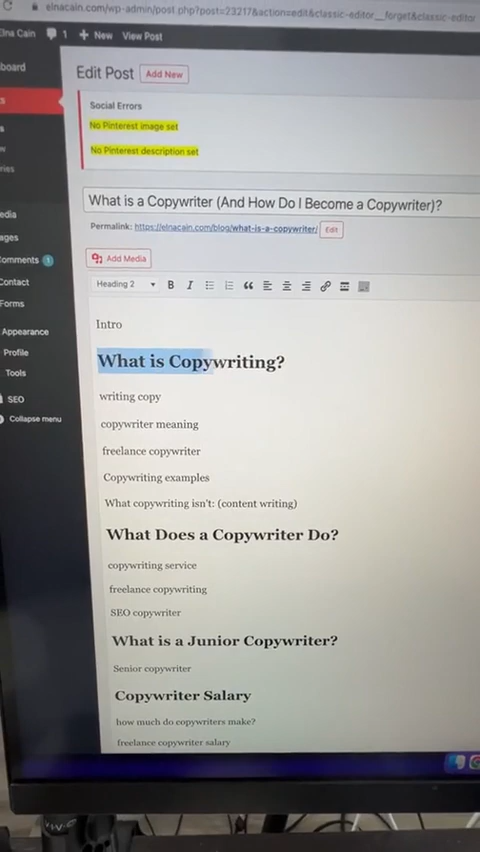 elnacain.com/wp-admin/post.php?post=23217&action=edit&classic-editor__forget&classic-editor
Elna Cain 1 + New View Post
Edit Post Add New
Social Errors
No Pinterest image set
No Pinterest description set
What is a Copywriter (And How Do I Become a Copywriter)?
Permalink: https://elnacain.com/blog/what-is-a-copywriter/ Edit
Add Media
Heading 2 B I
Comments 1
Contact
Forms
Appearance
Profile
Tools
SEO
Collapse menu
Intro
What is Copywriting?
writing copy
copywriter meaning
freelance copywriter
Copywriting examples
What copywriting isn't: (content writing)
What Does a Copywriter Do?
copywriting service
freelance copywriting
SEO copywriter
What is a Junior Copywriter?
Senior copywriter
Copywriter Salary
how much do copywriters make?
freelance copywriter salary